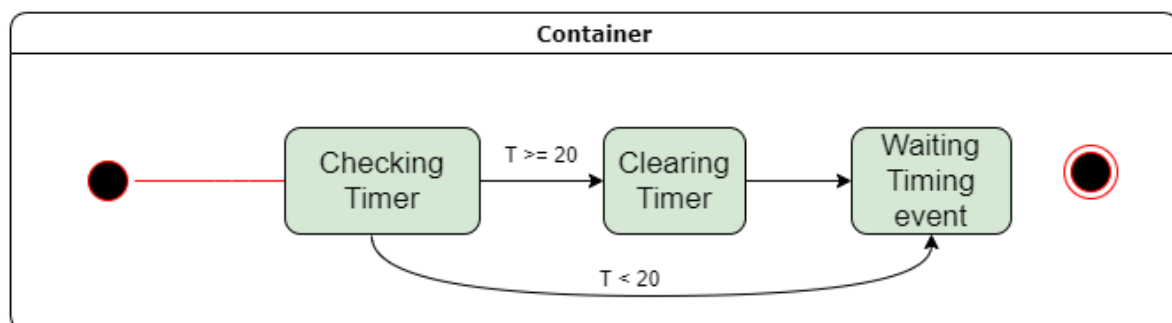 Container
Checking
Timer
T >= 20
Clearing
Timer
Waiting
Timing
event
T < 20